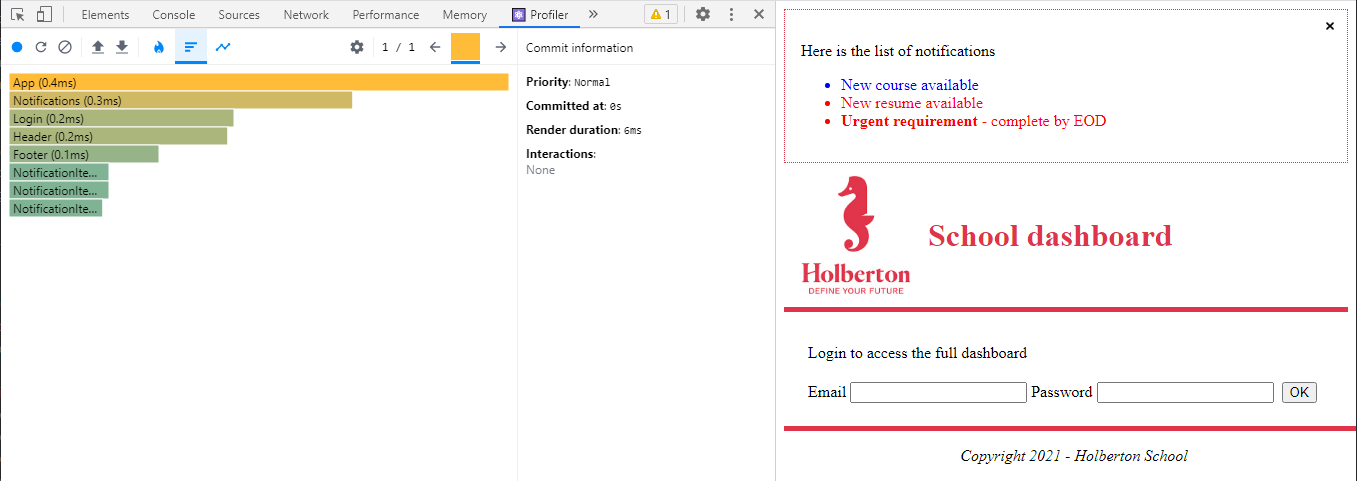 Elements Console Sources Network Performance Memory Profiler » 1
1 / 1
App (0.4ms)
Notifications (0.3ms)
Login (0.2ms)
Header (0.2ms)
Footer (0.1ms)
NotificationIte...
NotificationIte...
NotificationIte...
Commit information
Priority: Normal
Committed at: 0s
Render duration: 6ms
Interactions:
None
Here is the list of notifications
New course available
New resume available
Urgent requirement - complete by EOD
Holberton
DEFINE YOUR FUTURE
School dashboard
Login to access the full dashboard
Email Password OK
Copyright 2021 - Holberton School